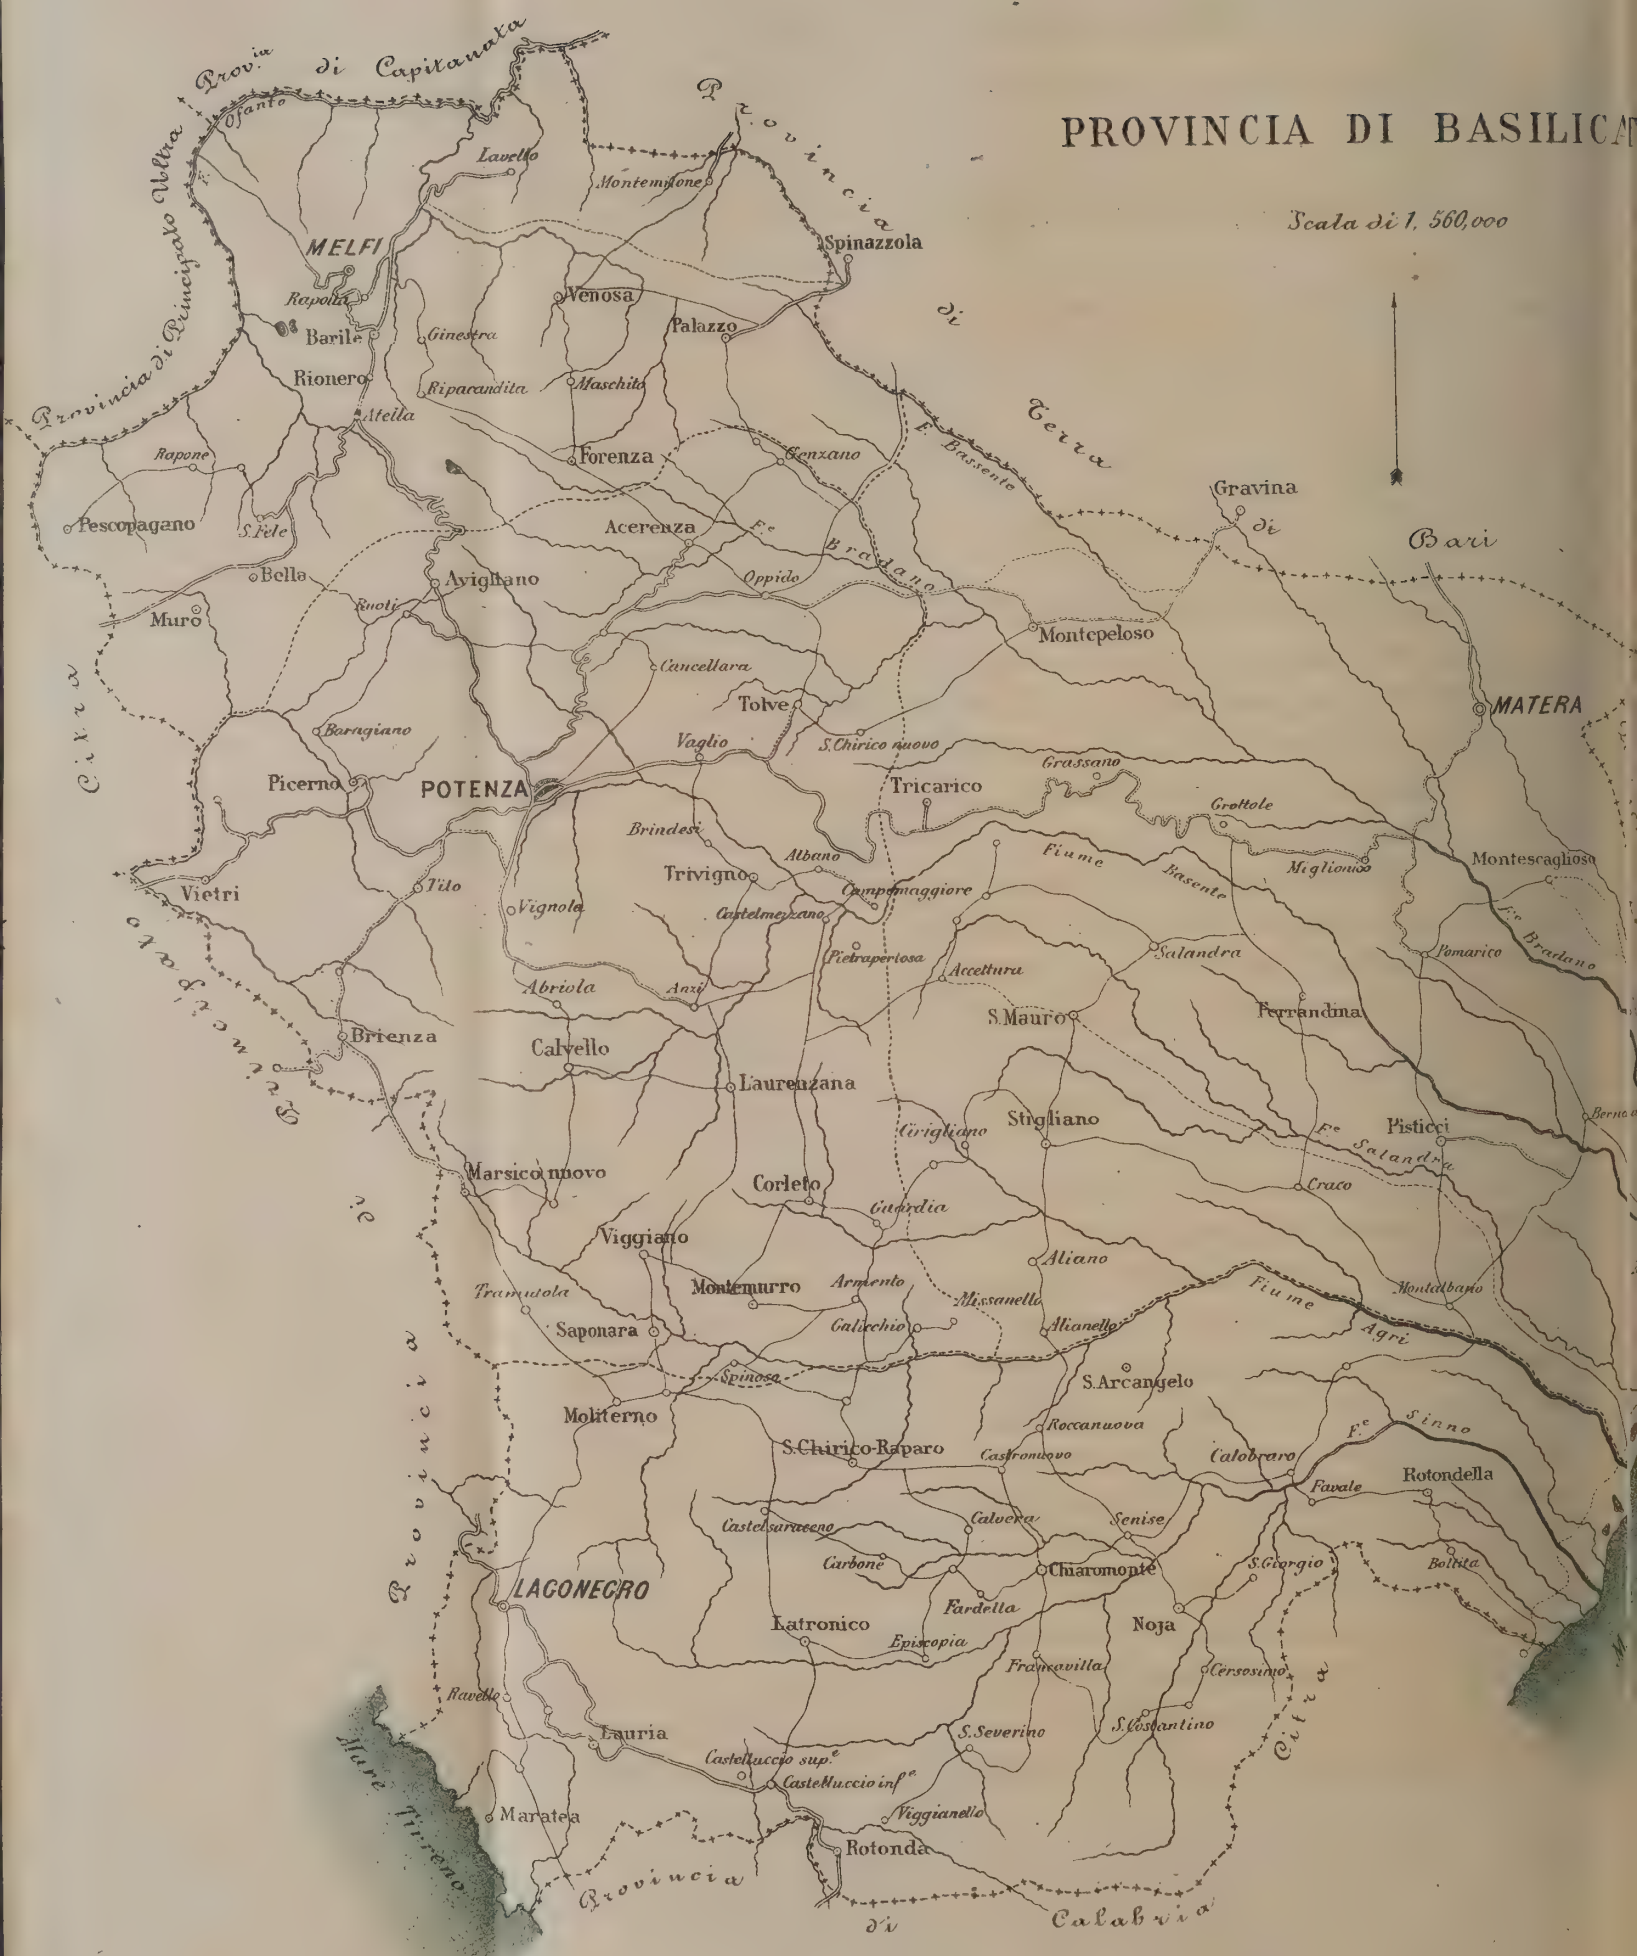 PROVINCIA DI BASILICA
Scala di 1, 560,000
Prov.ia di Capitanata
Ofanto
F.
Provincia di Principato Ultra
Provincia di Terra di Bari
Lavello
Montemilone
MELFI
Spinazzola
Rapolla
Venosa
Barile
Ginestra
Palazzo
Rionero
Ripacandita
Maschito
Atella
F. Bassente
Rapone
Forenza
Genzano
Gravina
Pescopagano
S. Fele
Acerenza
F.e Bradano
Bella
Avigliano
Oppido
Muro
Ruoti
Montepeloso
Cancellara
Tolve
MATERA
Baragiano
Vaglio
S. Chirico nuovo
Grassano
Picerno
POTENZA
Tricarico
Grottole
Brindesi
Albano
Fiume Basente
Miglionico
Montescaglioso
Vietri
Tito
Trivigno
Campomaggiore
Vignola
Castelmezzano
F.e Bradano
Pietrapertosa
Salandra
Pomarico
Abriola
Anzi
Accettura
S. Mauro
Ferrandina
Brienza
Calvello
Laurenzana
Cirigliano
Stigliano
Pisticci
F.e Salandra
Marsico nuovo
Corleto
Craco
Guardia
Viggiano
Aliano
Tramutola
Montemurro
Armento
Missanello
Fiume Agri
Montalbano
Saponara
Galicchio
Alianello
Spinosa
S. Arcangelo
Moliterno
Roccanuova
F.e Sinno
S. Chirico-Raparo
Castronuovo
Calobraro
Rotondella
Favale
Castelsaraceno
Calvera
Senise
Carbone
Chiaromonte
S. Giorgio
Bollita
LAGONEGRO
Fardella
Noja
Latronico
Episcopia
Francavilla
Cersosimo
Ravello
Lauria
S. Severino
S. Costantino
Castelluccio sup.e
Castelluccio inf.e
Maratea
Viggianello
Rotonda
Provincia di Principato Citra
Mare Tirreno
Provincia di Calabria Citra